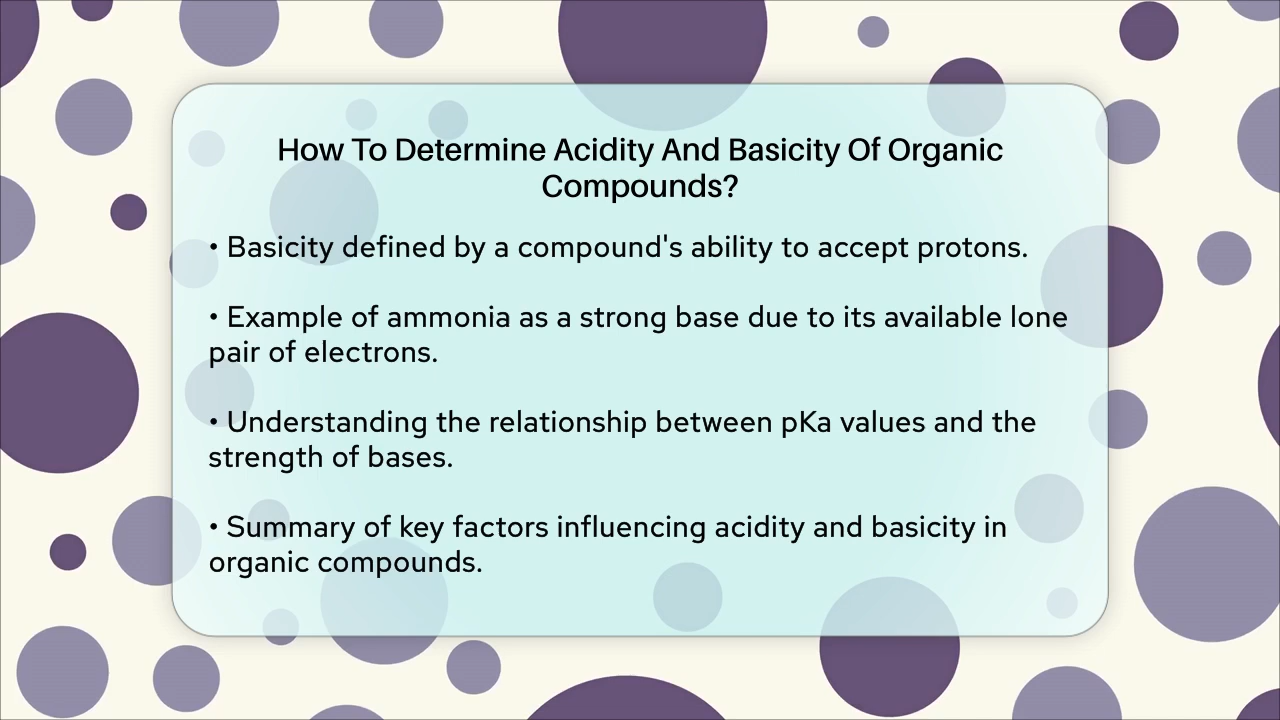 How To Determine Acidity And Basicity Of Organic
Compounds?
• Basicity defined by a compound's ability to accept protons.
• Example of ammonia as a strong base due to its available lone
pair of electrons.
• Understanding the relationship between pKa values and the
strength of bases.
• Summary of key factors influencing acidity and basicity in
organic compounds.